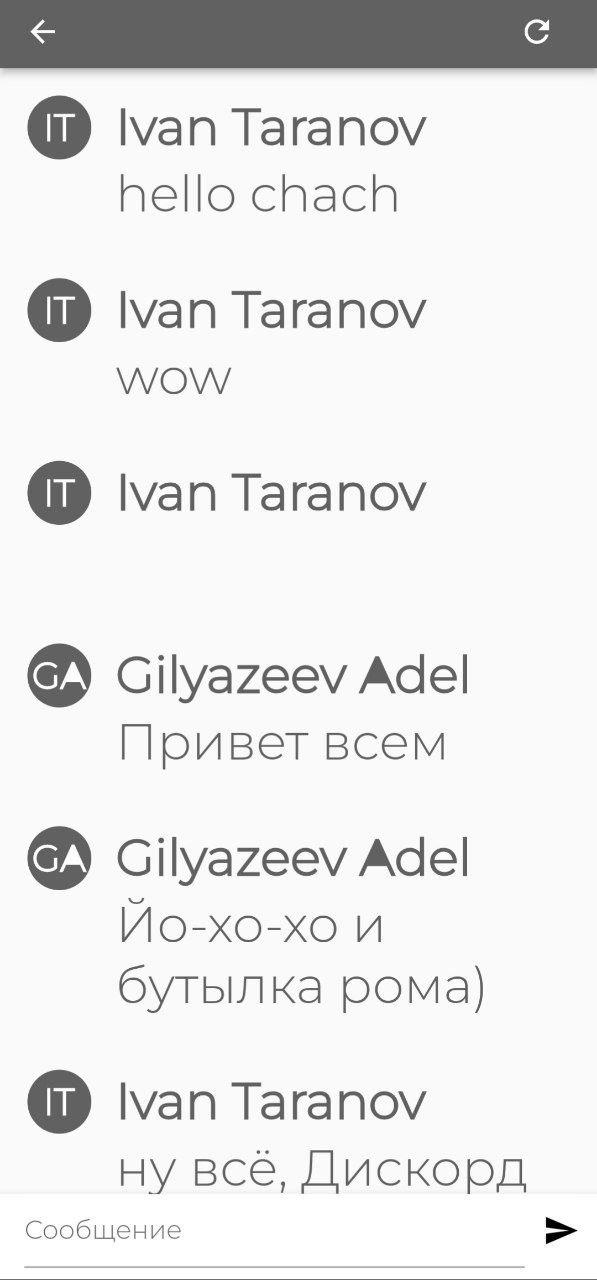 IT Ivan Taranov
hello chach
IT Ivan Taranov
wow
IT Ivan Taranov
GA Gilyazeev Adel
Привет всем
GA Gilyazeev Adel
Йо-хо-хо и
бутылка рома)
IT Ivan Taranov
ну всё, Дискорд
Сообщение